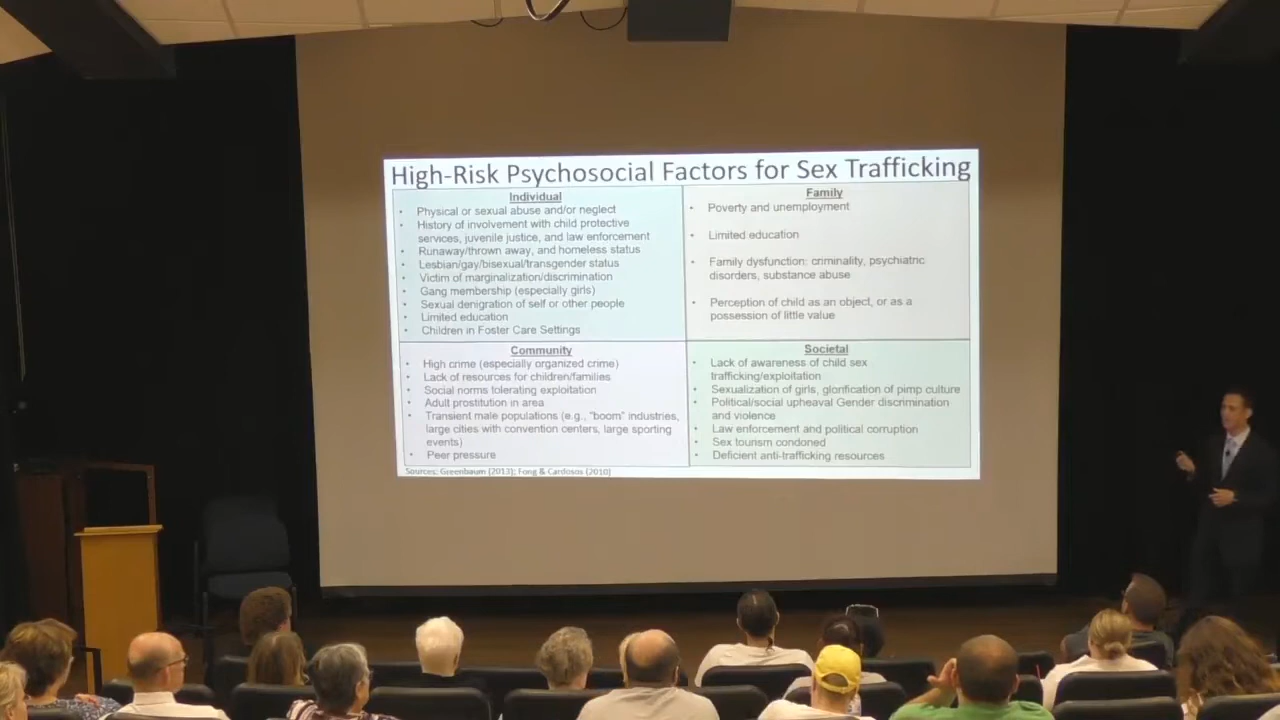 High-Risk Psychosocial Factors for Sex Trafficking
Individual
• Physical or sexual abuse and/or neglect
• History of involvement with child protective
services, juvenile justice, and law enforcement
• Runaway/thrown away, and homeless status
• Lesbian/gay/bisexual/transgender status
• Victim of marginalization/discrimination
• Gang membership (especially girls)
• Sexual denigration of self or other people
• Limited education
• Children in Foster Care Settings
Family
• Poverty and unemployment
• Limited education
• Family dysfunction: criminality, psychiatric
disorders, substance abuse
• Perception of child as an object, or as a
possession of little value
Community
• High crime (especially organized crime)
• Lack of resources for children/families
• Social norms tolerating exploitation
• Adult prostitution in area
• Transient male populations (e.g., "boom" industries,
large cities with convention centers, large sporting
events)
• Peer pressure
Societal
• Lack of awareness of child sex
trafficking/exploitation
• Sexualization of girls, glorification of pimp culture
• Political/social upheaval Gender discrimination
and violence
• Law enforcement and political corruption
• Sex tourism condoned
• Deficient anti-trafficking resources
Sources: Greenbaum (2013); Fong & Cardoso (2010)